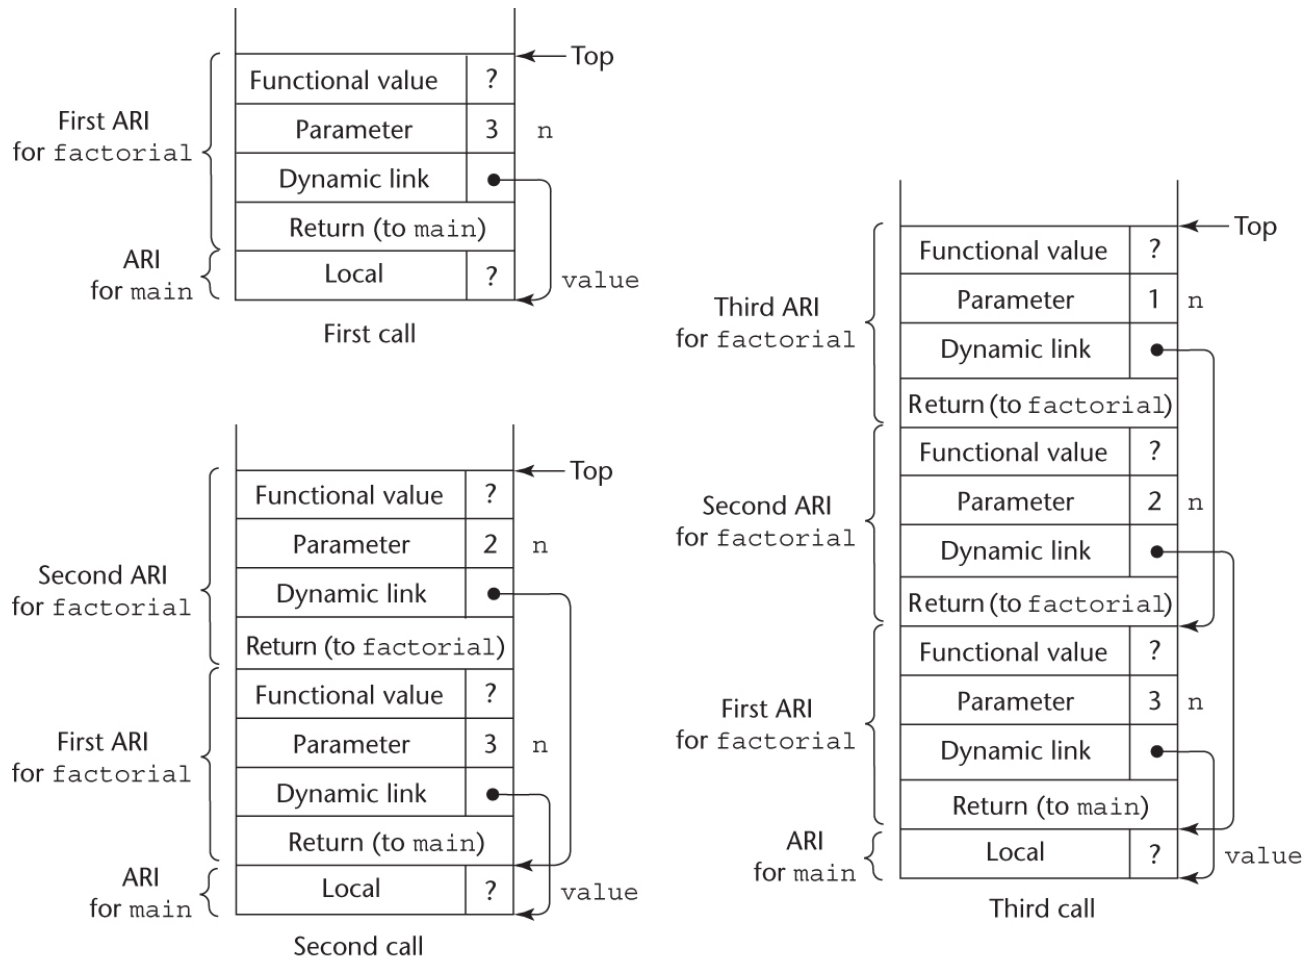 Top
Functional value ?
First ARI
for factorial
Parameter 3 n
Dynamic link
Return (to main)
ARI
for main
Local ? value
First call
Top
Functional value ?
Parameter 2 n
Second ARI
for factorial
Dynamic link
Return (to factorial)
Functional value ?
First ARI
for factorial
Parameter 3 n
Dynamic link
Return (to main)
ARI
for main
Local ? value
Second call
Top
Functional value ?
Third ARI
for factorial
Parameter 1 n
Dynamic link
Return (to factorial)
Functional value ?
Second ARI
for factorial
Parameter 2 n
Dynamic link
Return (to factorial)
Functional value ?
First ARI
for factorial
Parameter 3 n
Dynamic link
Return (to main)
ARI
for main
Local ? value
Third call